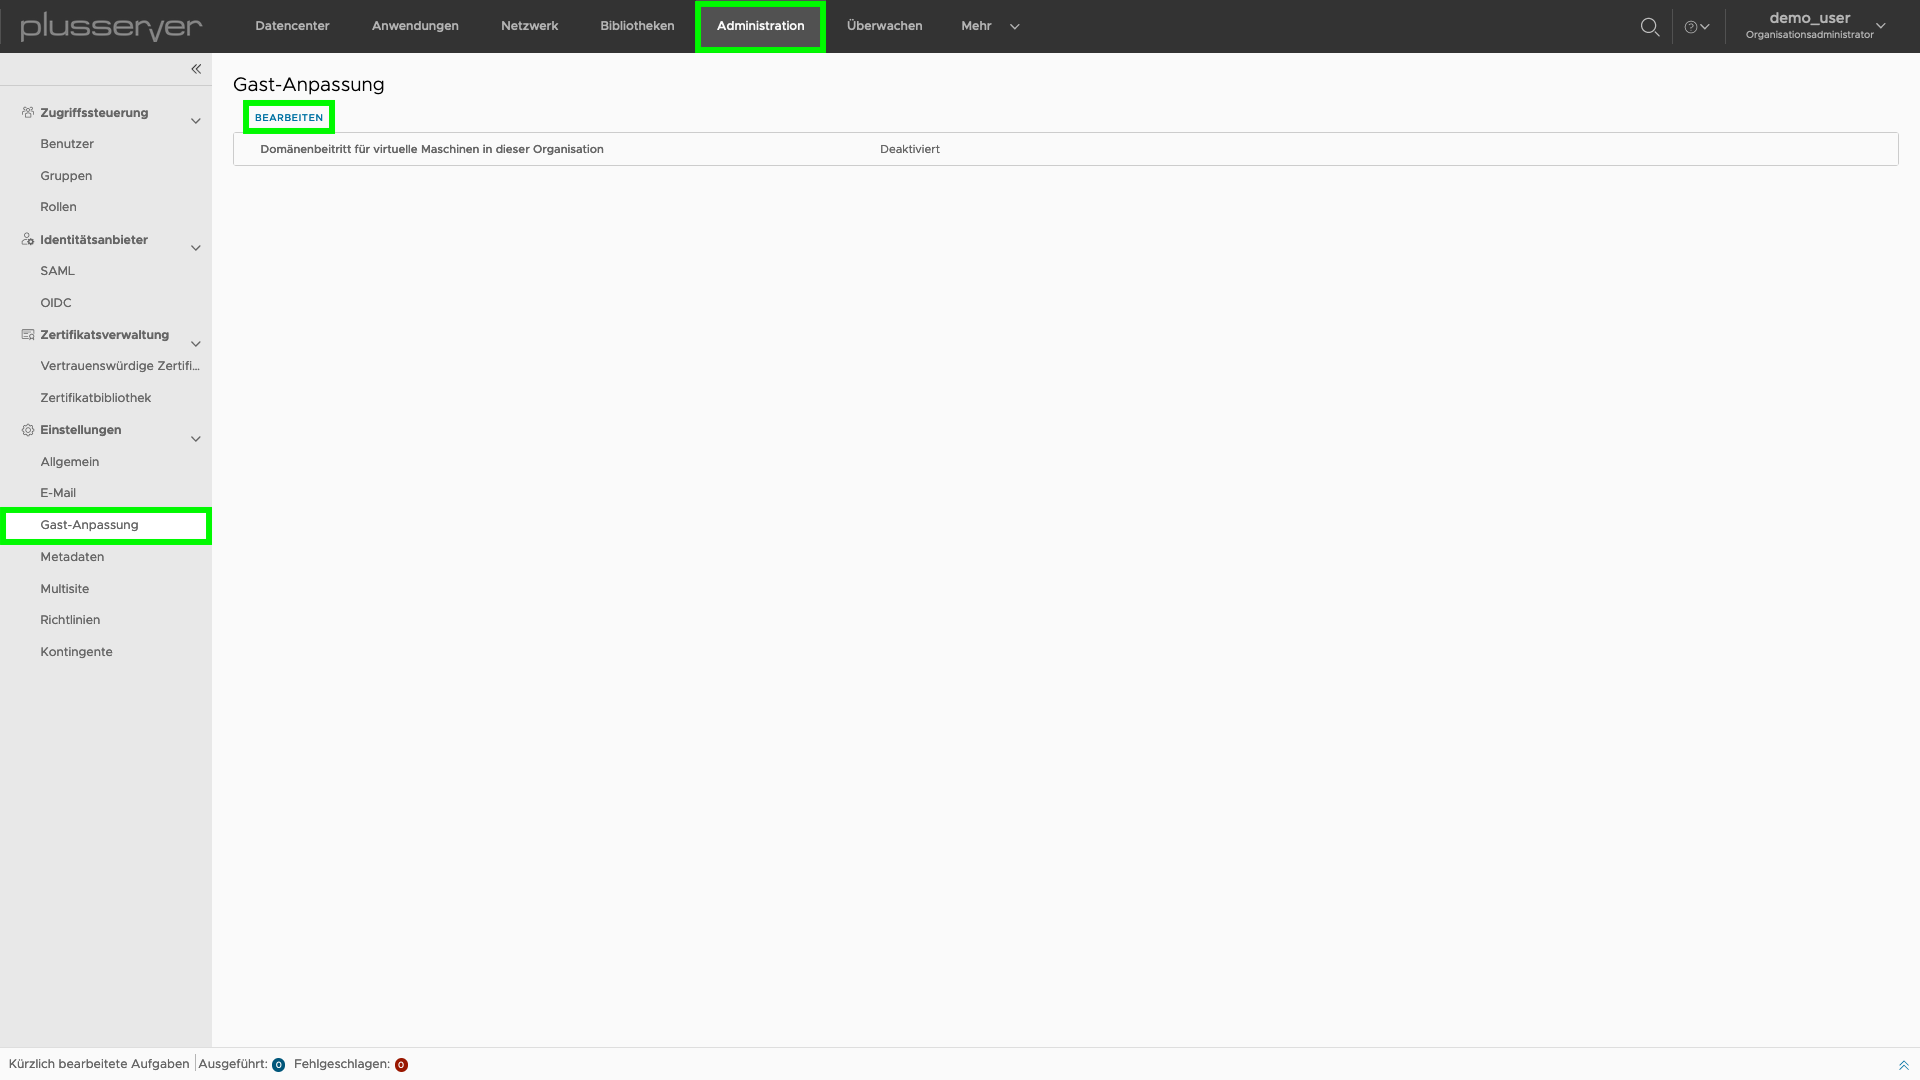 plusserver
Datencenter
Anwendungen
Netzwerk
Bibliotheken
Administration
Überwachen
Mehr
demo_user
Organisationsadministrator
Zugriffssteuerung
Benutzer
Gruppen
Rollen
Identitätsanbieter
SAML
OIDC
Zertifikatsverwaltung
Vertrauenswürdige Zertifi...
Zertifikatbibliothek
Einstellungen
Allgemein
E-Mail
Gast-Anpassung
Metadaten
Multisite
Richtlinien
Kontingente
Gast-Anpassung
BEARBEITEN
Domänenbeitritt für virtuelle Maschinen in dieser Organisation
Deaktiviert
Kürzlich bearbeitete Aufgaben
Ausgeführt: 0
Fehlgeschlagen: 0